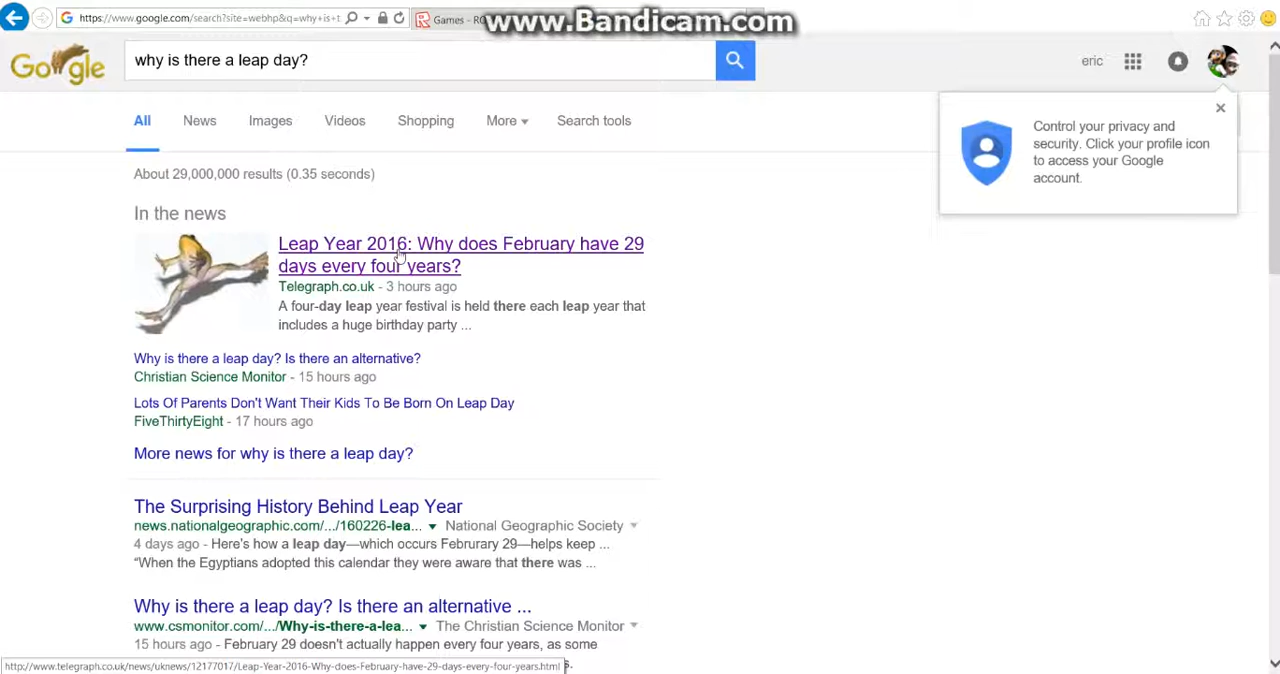 https://www.google.com/search?site=webhp&q=why+is+t
Games - RO
www.Bandicam.com
Google
why is there a leap day?
eric
All
News
Images
Videos
Shopping
More
Search tools
Control your privacy and
security. Click your profile icon
to access your Google
account.
About 29,000,000 results (0.35 seconds)
In the news
Leap Year 2016: Why does February have 29
days every four years?
Telegraph.co.uk - 3 hours ago
A four-day leap year festival is held there each leap year that
includes a huge birthday party ...
Why is there a leap day? Is there an alternative?
Christian Science Monitor - 15 hours ago
Lots Of Parents Don't Want Their Kids To Be Born On Leap Day
FiveThirtyEight - 17 hours ago
More news for why is there a leap day?
The Surprising History Behind Leap Year
news.nationalgeographic.com/.../160226-lea... National Geographic Society
4 days ago - Here's how a leap day—which occurs Februrary 29—helps keep ...
“When the Egyptians adopted this calendar they were aware that there was ...
Why is there a leap day? Is there an alternative ...
www.csmonitor.com/.../Why-is-there-a-lea... The Christian Science Monitor
15 hours ago - February 29 doesn't actually happen every four years, as some
http://www.telegraph.co.uk/news/uknews/12177017/Leap-Year-2016-Why-does-February-have-29-days-every-four-years.html